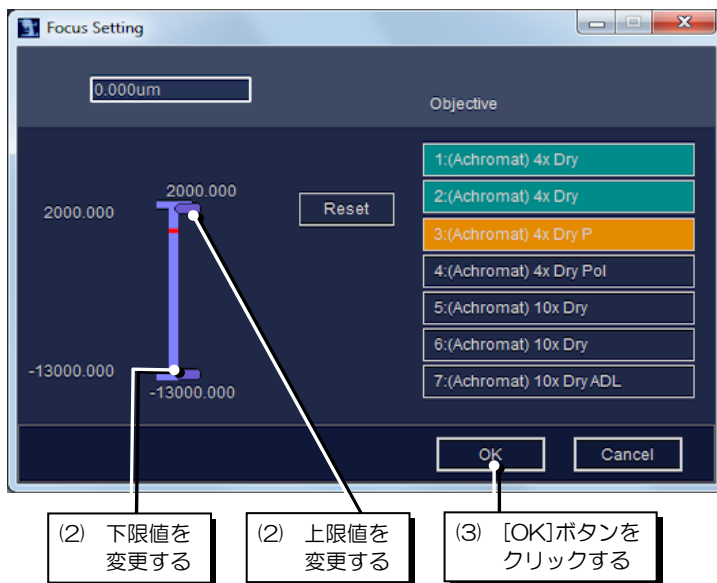 Focus Setting
0.000um
Objective
1:(Achromat) 4x Dry
2:(Achromat) 4x Dry
3:(Achromat) 4x Dry P
4:(Achromat) 4x Dry Pol
5:(Achromat) 10x Dry
6:(Achromat) 10x Dry
7:(Achromat) 10x Dry ADL
2000.000
2000.000
Reset
-13000.000
-13000.000
OK
Cancel
(2) 下限値を
変更する
(2) 上限値を
変更する
(3) [OK]ボタンを
クリックする